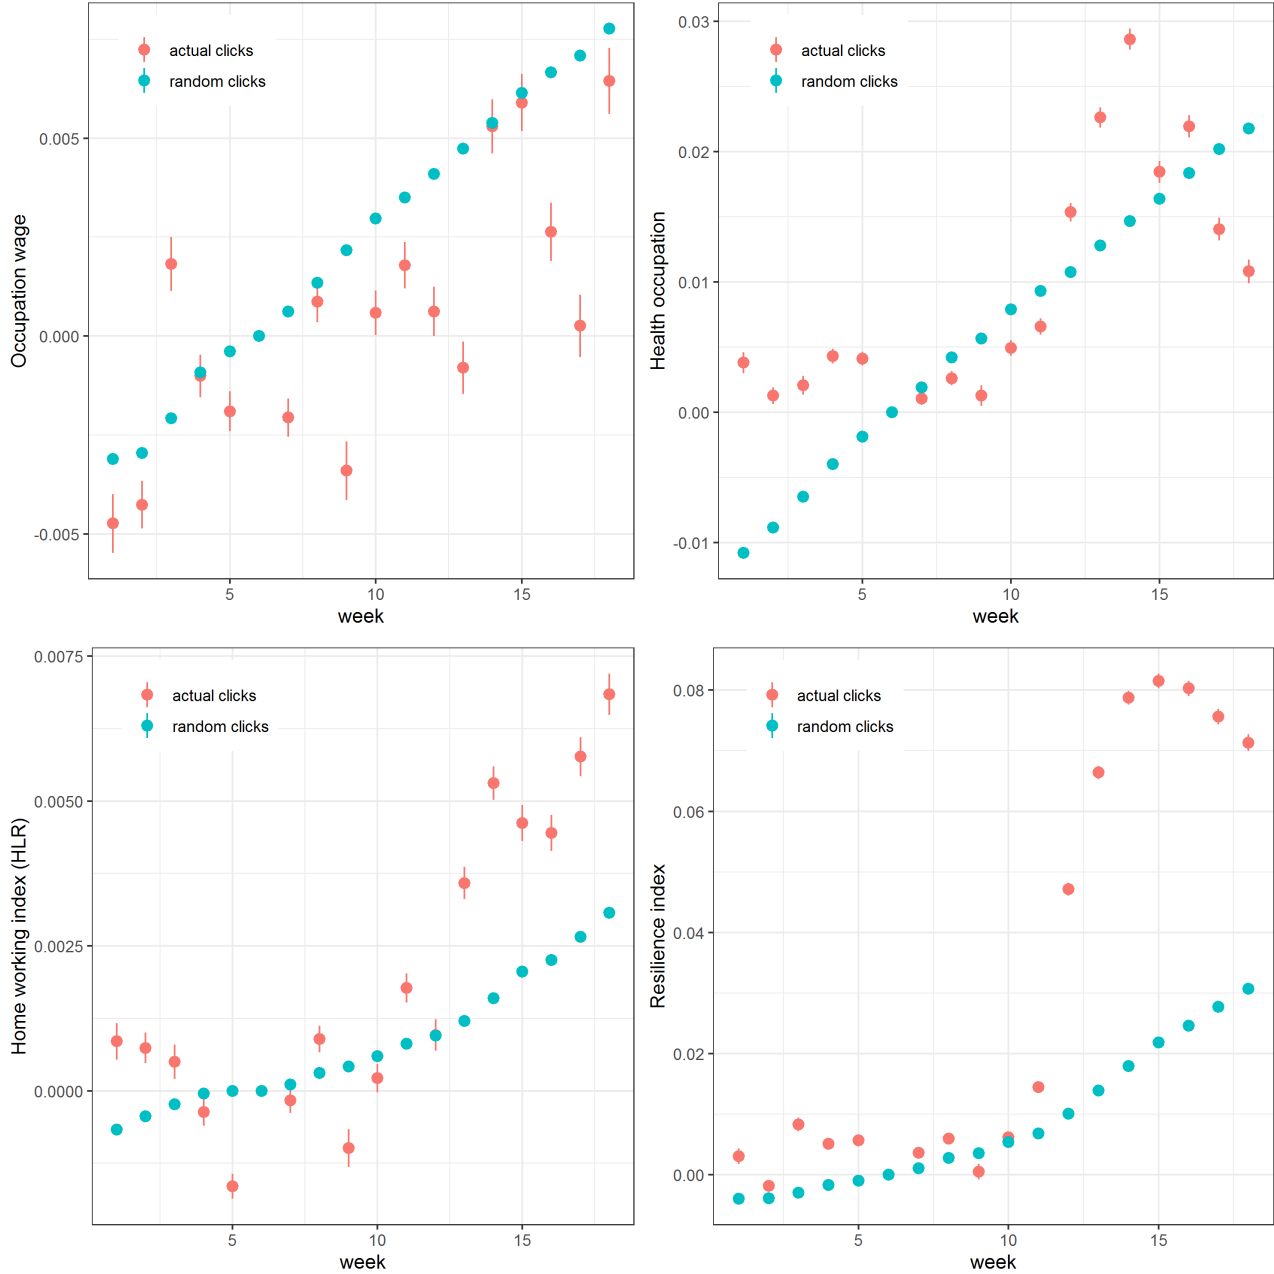 Occupation wage
0.005
0.000
-0.005
actual clicks
random clicks
5
10
15
week
Health occupation
0.03
0.02
0.01
0.00
-0.01
actual clicks
random clicks
5
10
15
week
Home working index (HLR)
0.0075
0.0050
0.0025
0.0000
actual clicks
random clicks
5
10
15
week
Resilience index
0.08
0.06
0.04
0.02
0.00
actual clicks
random clicks
5
10
15
week